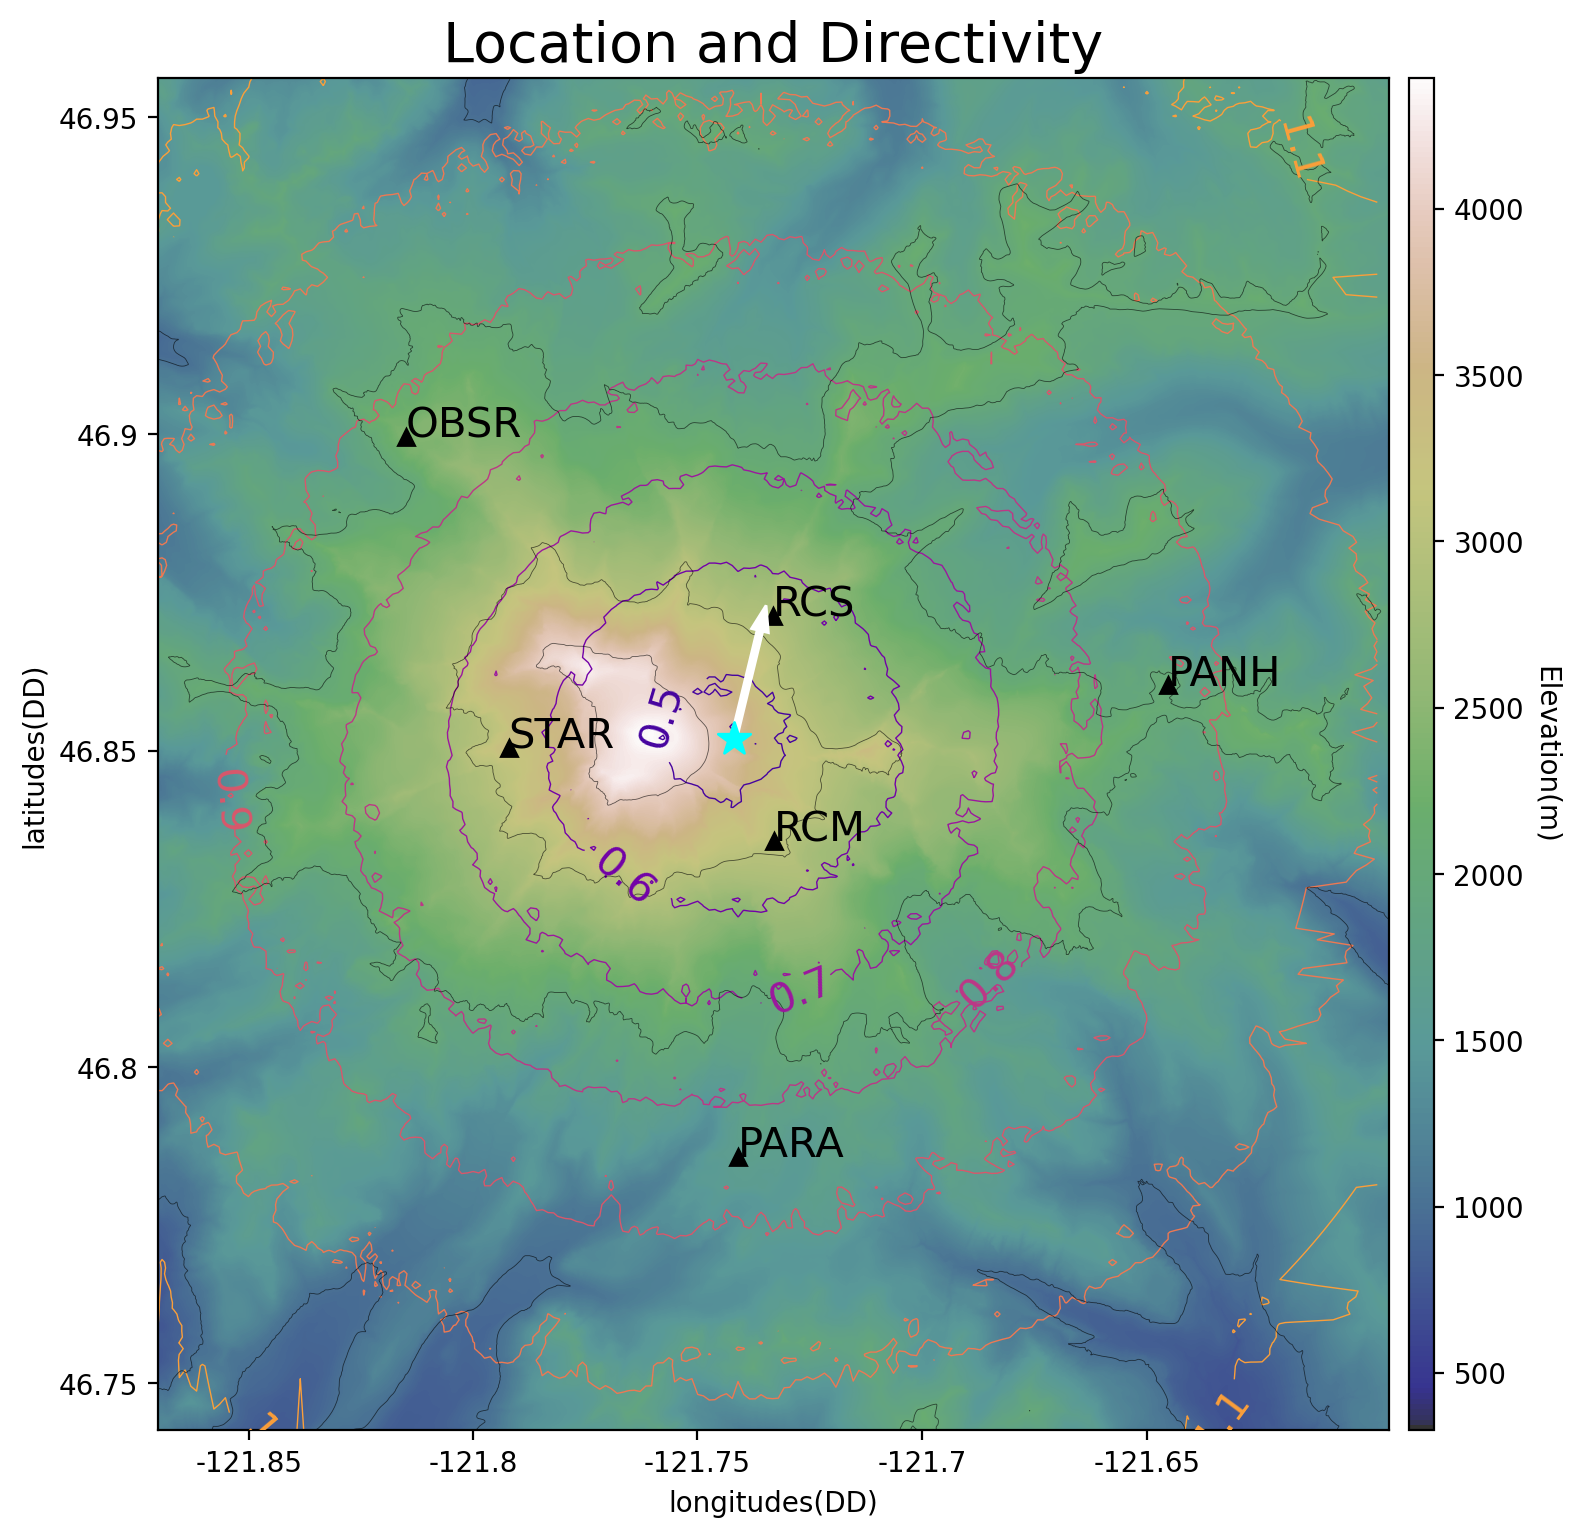 Location and Directivity
46.95
1.1
4000
3500
46.9
OBSR
3000
RCS
PANH
2500
0.5
STAR
46.85
latitudes(DD)
Elevation(m)
0.9
RCM
2000
0.6
0.7
0.8
1500
46.8
PARA
1000
46.75
500
-121.85
-121.8
-121.75
-121.7
-121.65
longitudes(DD)